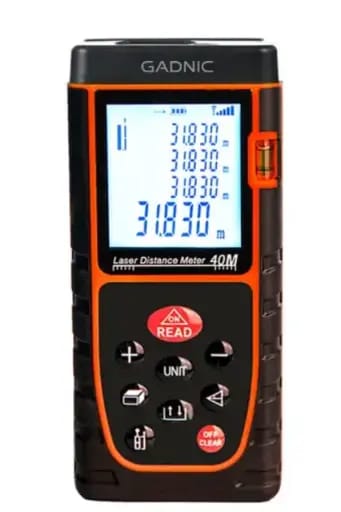 GADNIC
31.830 m
31.830 m
31.830 m
31.830 m
Laser Distance Meter 40M
ON
READ
+
−
UNIT
OFF
CLEAR